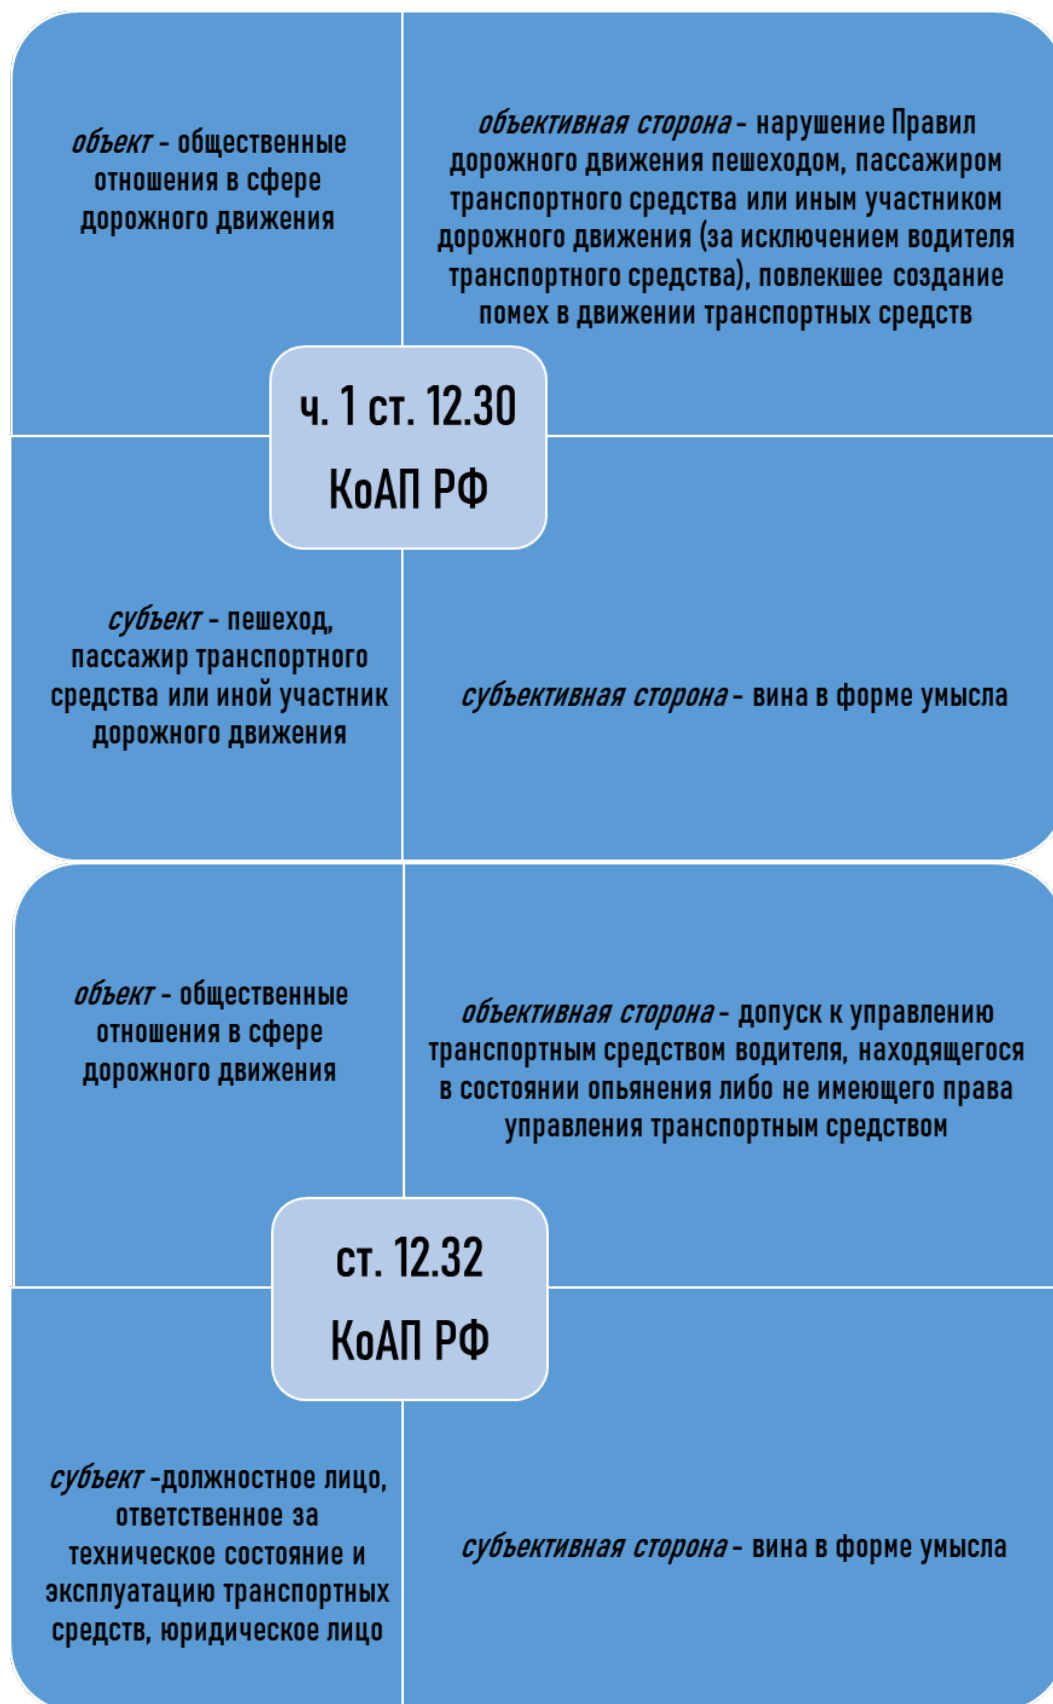 объект - общественные
отношения в сфере
дорожного движения
объективная сторона - нарушение Правил
дорожного движения пешеходом, пассажиром
транспортного средства или иным участником
дорожного движения (за исключением водителя
транспортного средства), повлекшее создание
помех в движении транспортных средств
ч. 1 ст. 12.30
КоАП РФ
субъект - пешеход,
пассажир транспортного
средства или иной участник
дорожного движения
субъективная сторона - вина в форме умысла
объект - общественные
отношения в сфере
дорожного движения
объективная сторона - допуск к управлению
транспортным средством водителя, находящегося
в состоянии опьянения либо не имеющего права
управления транспортным средством
ст. 12.32
КоАП РФ
субъект -должностное лицо,
ответственное за
техническое состояние и
эксплуатацию транспортных
средств, юридическое лицо
субъективная сторона - вина в форме умысла